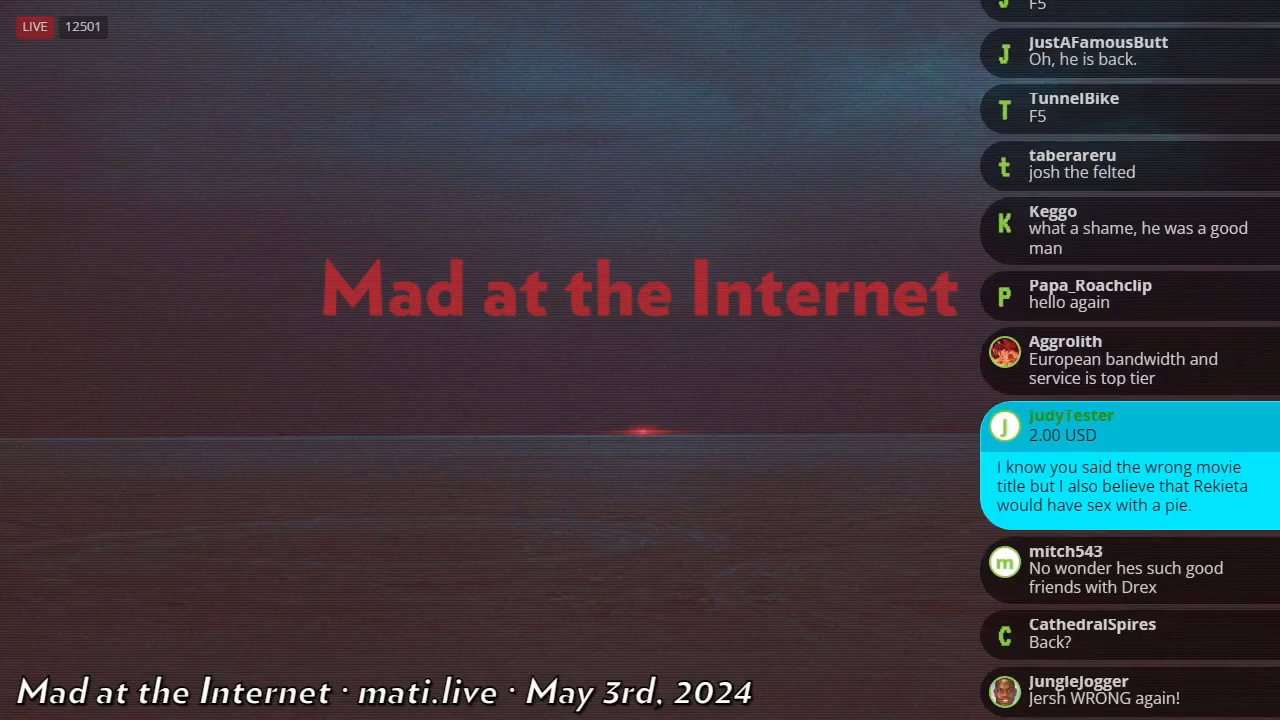 LIVE 12501
F5
JustAFamousButt
Oh, he is back.
TunnelBike
F5
taberareru
josh the felted
Keggo
what a shame, he was a good
man
Papa_Roachclip
hello again
Aggrolith
European bandwidth and
service is top tier
JudyTester
2.00 USD
I know you said the wrong movie
title but I also believe that Rekieta
would have sex with a pie.
mitch543
No wonder hes such good
friends with Drex
CathedralSpires
Back?
JungleJogger
Jersh WRONG again!
Mad at the Internet
Mad at the Internet · mati.live · May 3rd, 2024